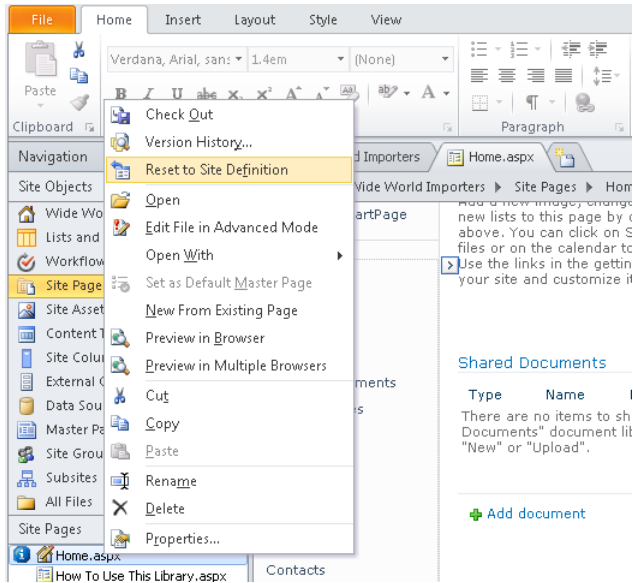 File Home Insert Layout Style View
Verdana, Arial, sans 1.4em (None)
Paste
B I U abc X₂ X² A A ab A
Clipboard Paragraph
Navigation
Site Objects
Wide Wo
Lists and
Workflow
Site Page
Site Asset
Content T
Site Colu
External C
Data Sou
Master Pa
Site Grou
Subsites
All Files
Site Pages
Home.aspx
How To Use This Library.aspx
Check Out
Version History...
Reset to Site Definition
Open
Edit File in Advanced Mode
Open With
Set as Default Master Page
New From Existing Page
Preview in Browser
Preview in Multiple Browsers
Cut
Copy
Paste
Rename
Delete
Properties...
d Importers Home.aspx
Wide World Importers Site Pages Hom
artPage
ments
s
Contacts
Add a new image, change
new lists to this page by c
above. You can click on S
files or on the calendar to
Use the links in the gettin
your site and customize it
Shared Documents
Type Name
There are no items to sh
Documents" document lib
"New" or "Upload".
Add document